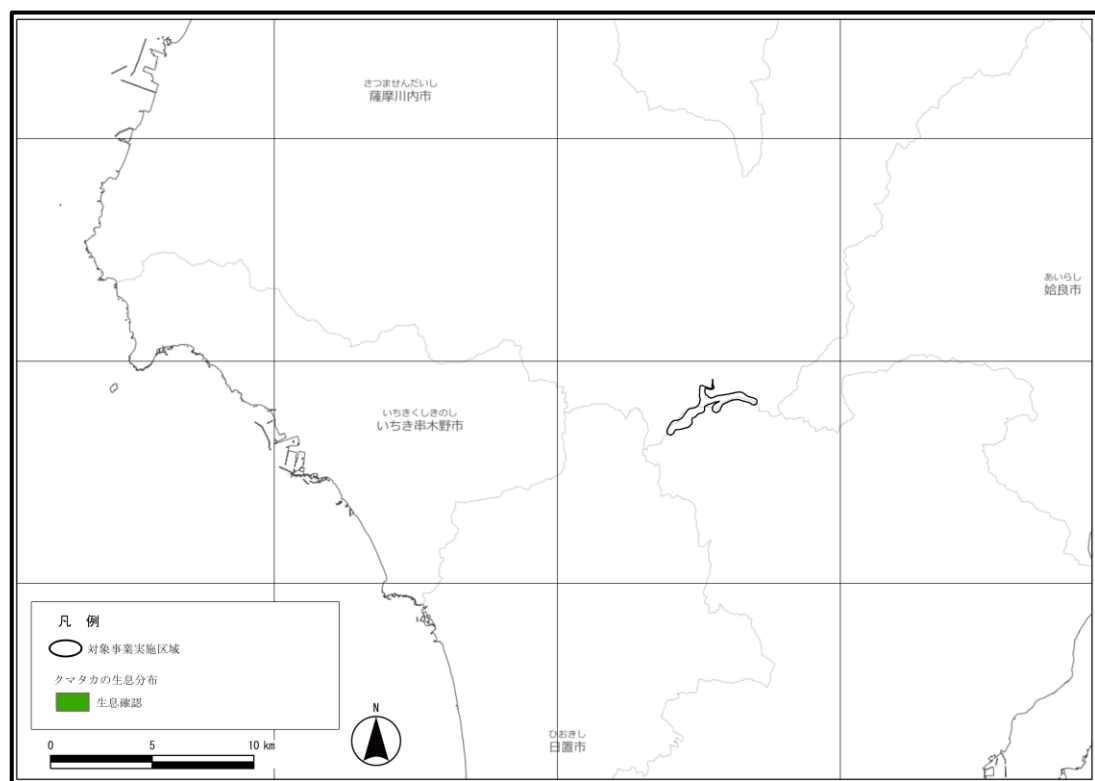 さつませんだいし
薩摩川内市
あいらし
姶良市
いちきくしきのし
いちき串木野市
凡 例
対象事業実施区域
クマタカの生息分布
生息確認
0 5 10 km
N
ひおきし
日置市